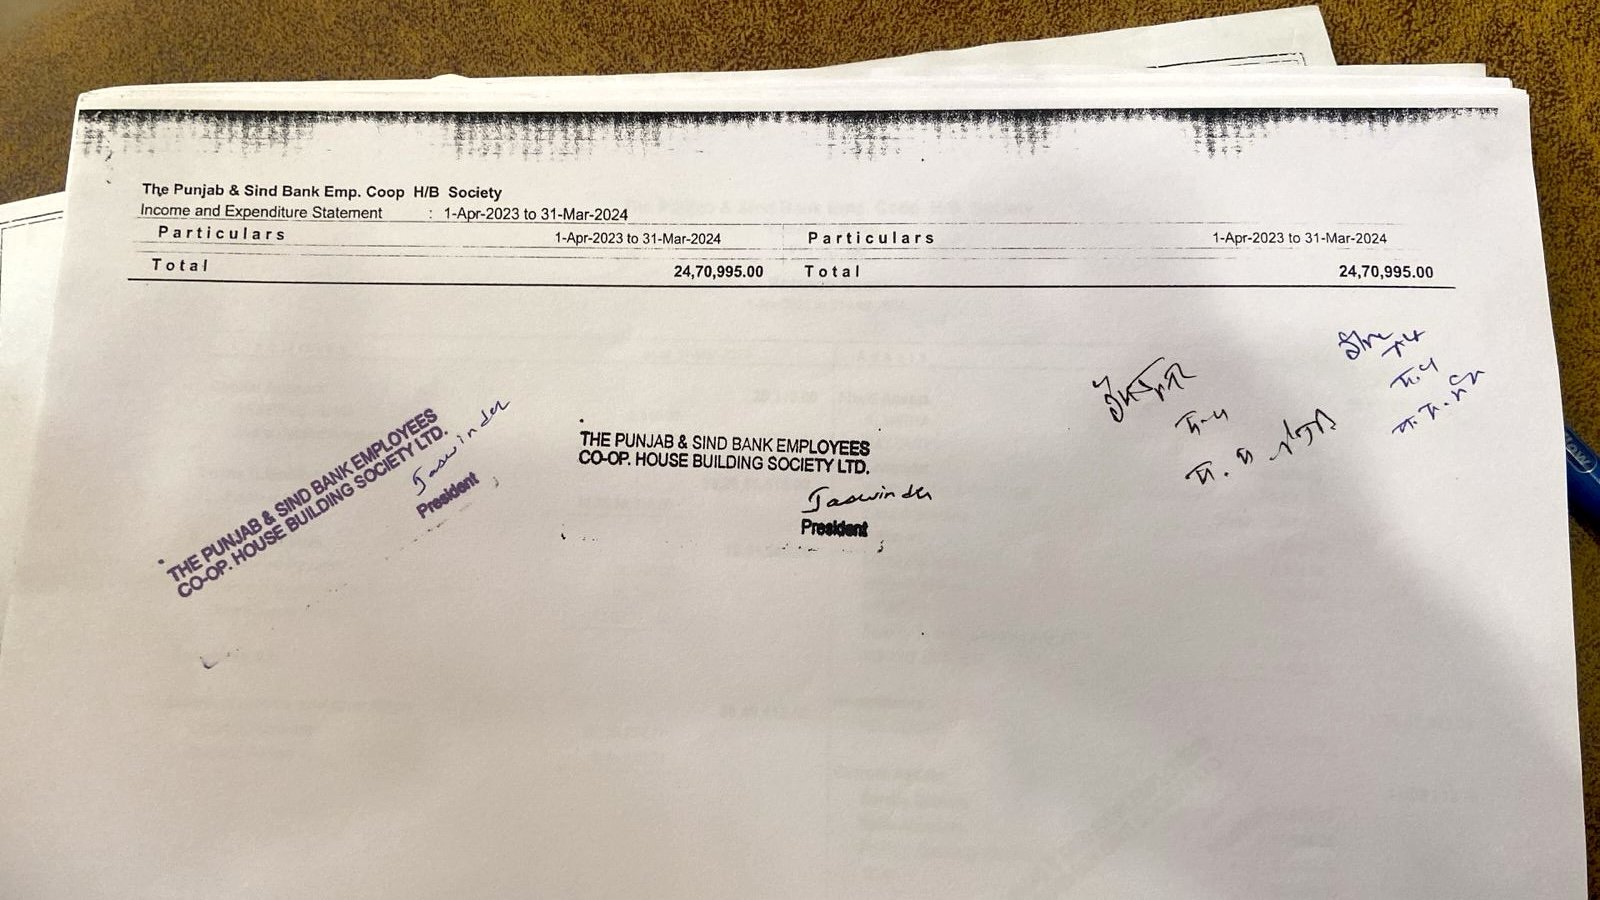 The Punjab & Sind Bank Emp. Coop H/B Society
Income and Expenditure Statement : 1-Apr-2023 to 31-Mar-2024
Particulars 1-Apr-2023 to 31-Mar-2024 Particulars 1-Apr-2023 to 31-Mar-2024
Total 24,70,995.00 Total 24,70,995.00
THE PUNJAB & SIND BANK EMPLOYEES
CO-OP. HOUSE BUILDING SOCIETY LTD.
Jaswinder
President
THE PUNJAB & SIND BANK EMPLOYEES
CO-OP. HOUSE BUILDING SOCIETY LTD.
Jaswinder
President